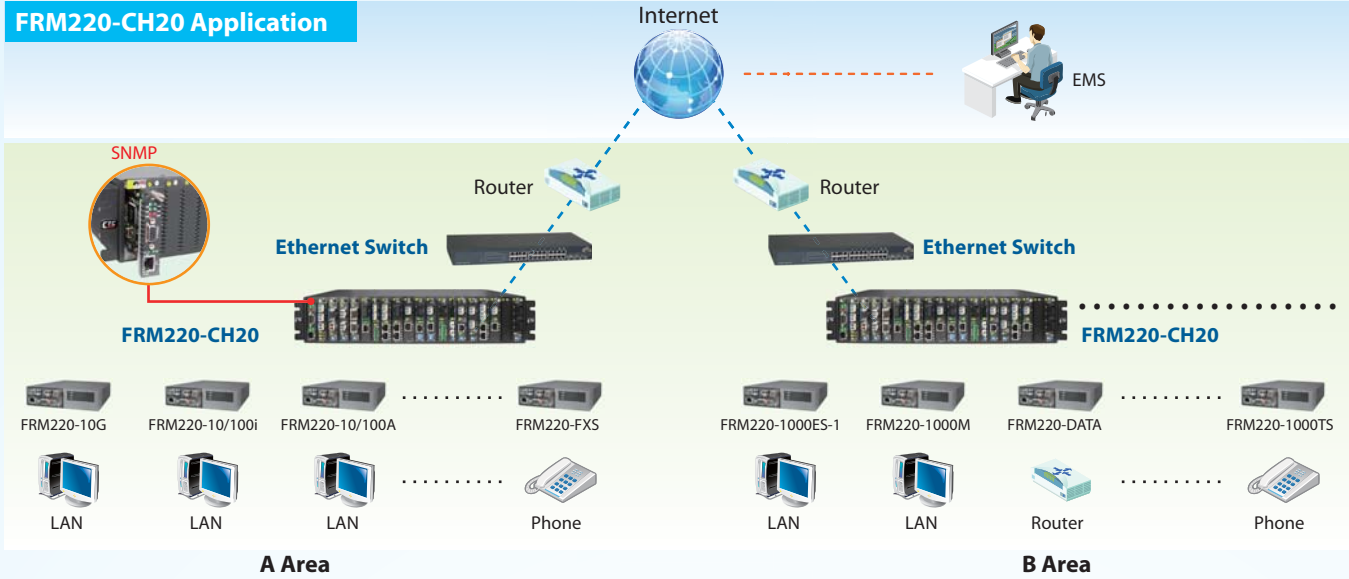 FRM220-CH20 Application
Internet
EMS
SNMP
CTS
Router
Router
Ethernet Switch
Ethernet Switch
FRM220-CH20
FRM220-CH20
FRM220-10G
FRM220-10/100i
FRM220-10/100A
FRM220-FXS
FRM220-1000ES-1
FRM220-1000M
FRM220-DATA
FRM220-1000TS
LAN
LAN
LAN
Phone
LAN
LAN
Router
Phone
A Area
B Area